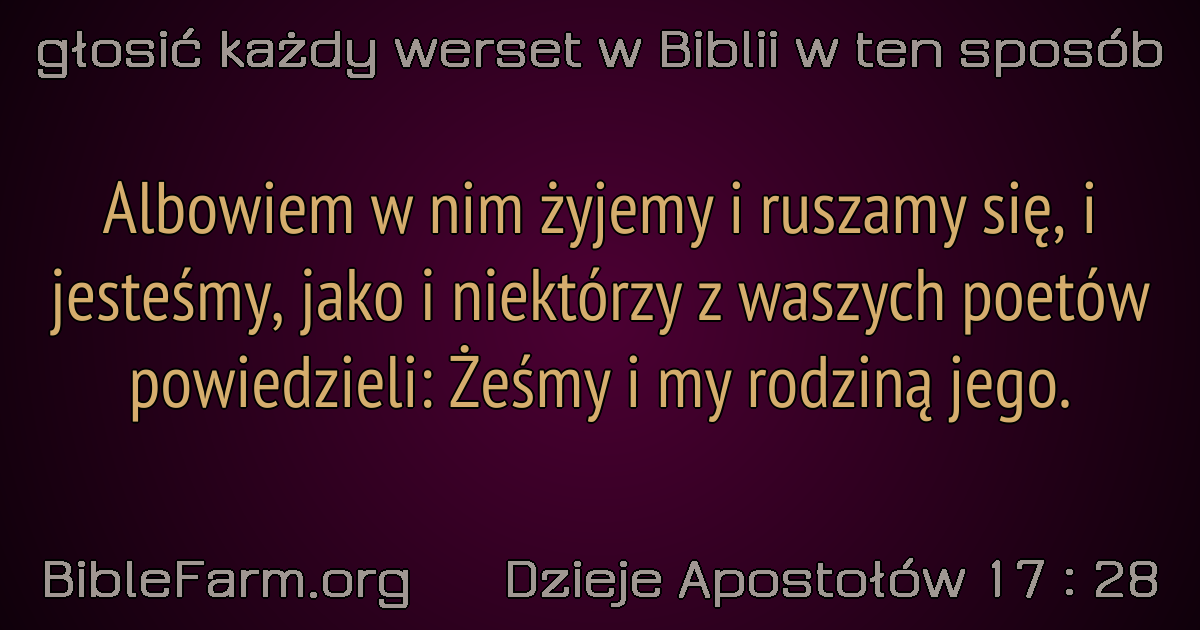 głosić każdy werset w Biblii w ten sposób
Albowiem w nim żyjemy i ruszamy się, i
jesteśmy, jako i niektórzy z waszych poetów
powiedzieli: Żeśmy i my rodziną jego.
BibleFarm.org
Dzieje Apostołów 17 : 28